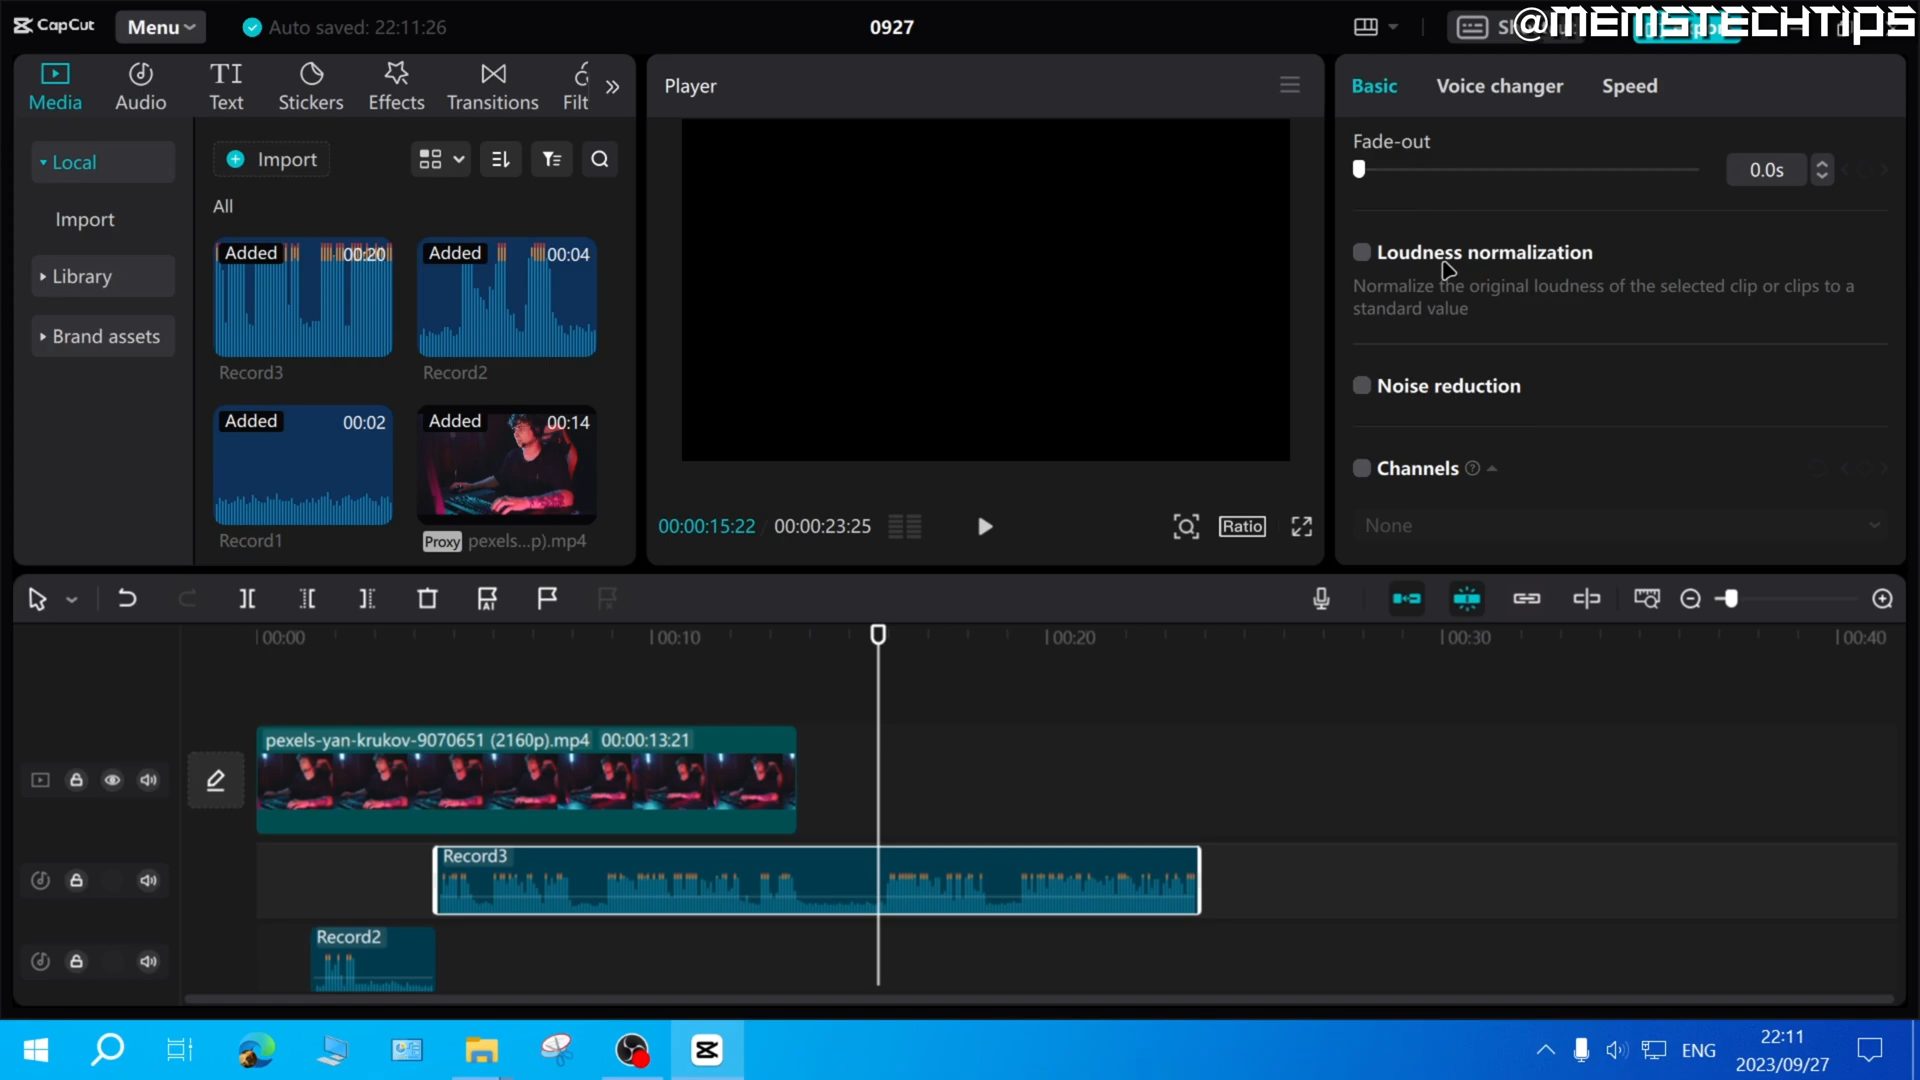 CapCut
Menu
Auto saved: 22:11:26
0927
@MEMSTECHTIPS
Media
Audio
Text
Stickers
Effects
Transitions
Filt
Player
Basic
Voice changer
Speed
Local
Import
Library
Brand assets
Import
All
Added
00:20
Record3
Added
00:04
Record2
Added
00:02
Record1
Added
00:14
Proxy
pexels...p).mp4
00:00:15:22
00:00:23:25
Ratio
Fade-out
0.0s
Loudness normalization
Normalize the original loudness of the selected clip or clips to a
standard value
Noise reduction
Channels
None
00:00
00:10
00:20
00:30
00:40
pexels-yan-krukov-9070651 (2160p).mp4 00:00:13:21
Record3
Record2
ENG
22:11
2023/09/27